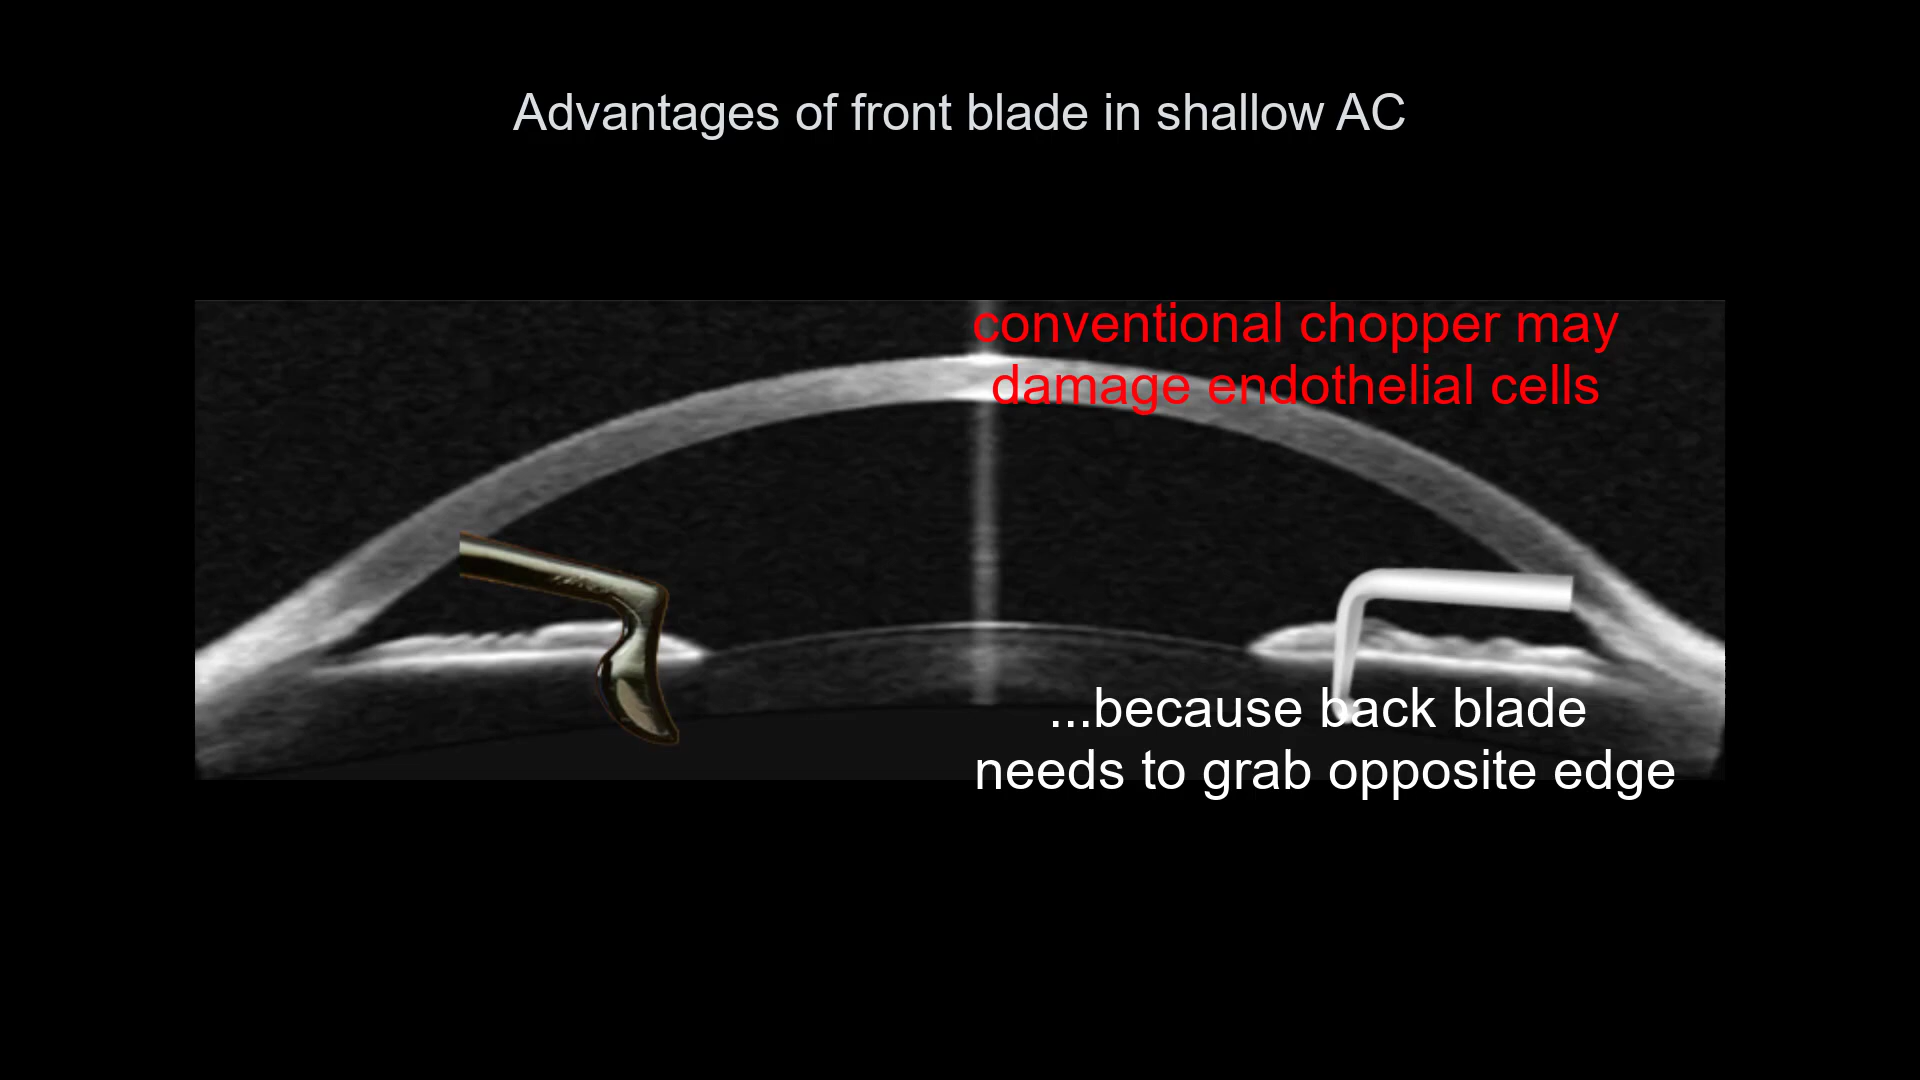 Advantages of front blade in shallow AC
conventional chopper may
damage endothelial cells
...because back blade
needs to grab opposite edge